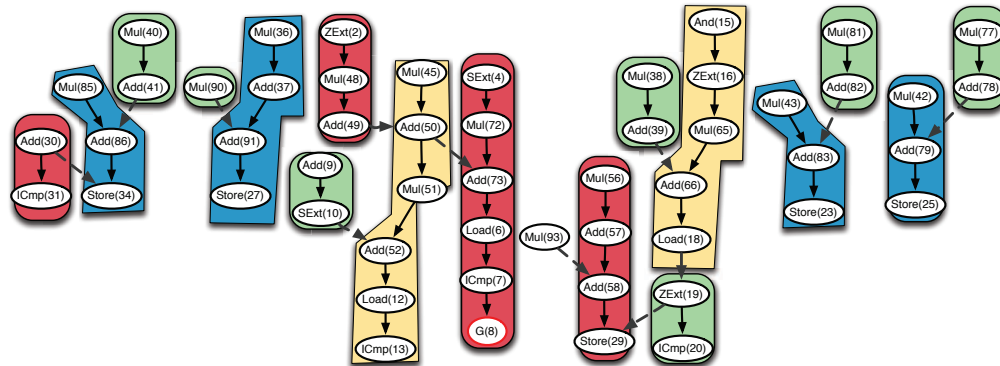 Mul(40)
Add(41)
Mul(85)
Add(86)
Store(34)
Add(30)
ICmp(31)
Mul(90)
Mul(36)
Add(37)
Add(91)
Store(27)
ZExt(2)
Mul(48)
Add(49)
Add(9)
SExt(10)
Mul(45)
Add(50)
Mul(51)
Add(52)
Load(12)
ICmp(13)
SExt(4)
Mul(72)
Add(73)
Load(6)
ICmp(7)
G(8)
Mul(93)
Mul(56)
Add(57)
Add(58)
Store(29)
Mul(38)
Add(39)
And(15)
ZExt(16)
Mul(65)
Add(66)
Load(18)
ZExt(19)
ICmp(20)
Mul(43)
Add(83)
Store(23)
Mul(81)
Add(82)
Mul(42)
Add(79)
Store(25)
Mul(77)
Add(78)